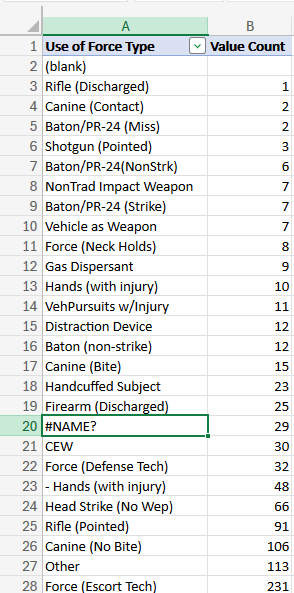 A B
1 Use of Force Type Value Count
2 (blank)
3 Rifle (Discharged) 1
4 Canine (Contact) 2
5 Baton/PR-24 (Miss) 2
6 Shotgun (Pointed) 3
7 Baton/PR-24(NonStrk) 6
8 NonTrad Impact Weapon 7
9 Baton/PR-24 (Strike) 7
10 Vehicle as Weapon 7
11 Force (Neck Holds) 8
12 Gas Dispersant 9
13 Hands (with injury) 10
14 VehPursuits w/Injury 11
15 Distraction Device 12
16 Baton (non-strike) 12
17 Canine (Bite) 15
18 Handcuffed Subject 23
19 Firearm (Discharged) 25
20 #NAME? 29
21 CEW 30
22 Force (Defense Tech) 32
23 - Hands (with injury) 48
24 Head Strike (No Wep) 66
25 Rifle (Pointed) 91
26 Canine (No Bite) 106
27 Other 113
28 Force (Escort Tech) 231